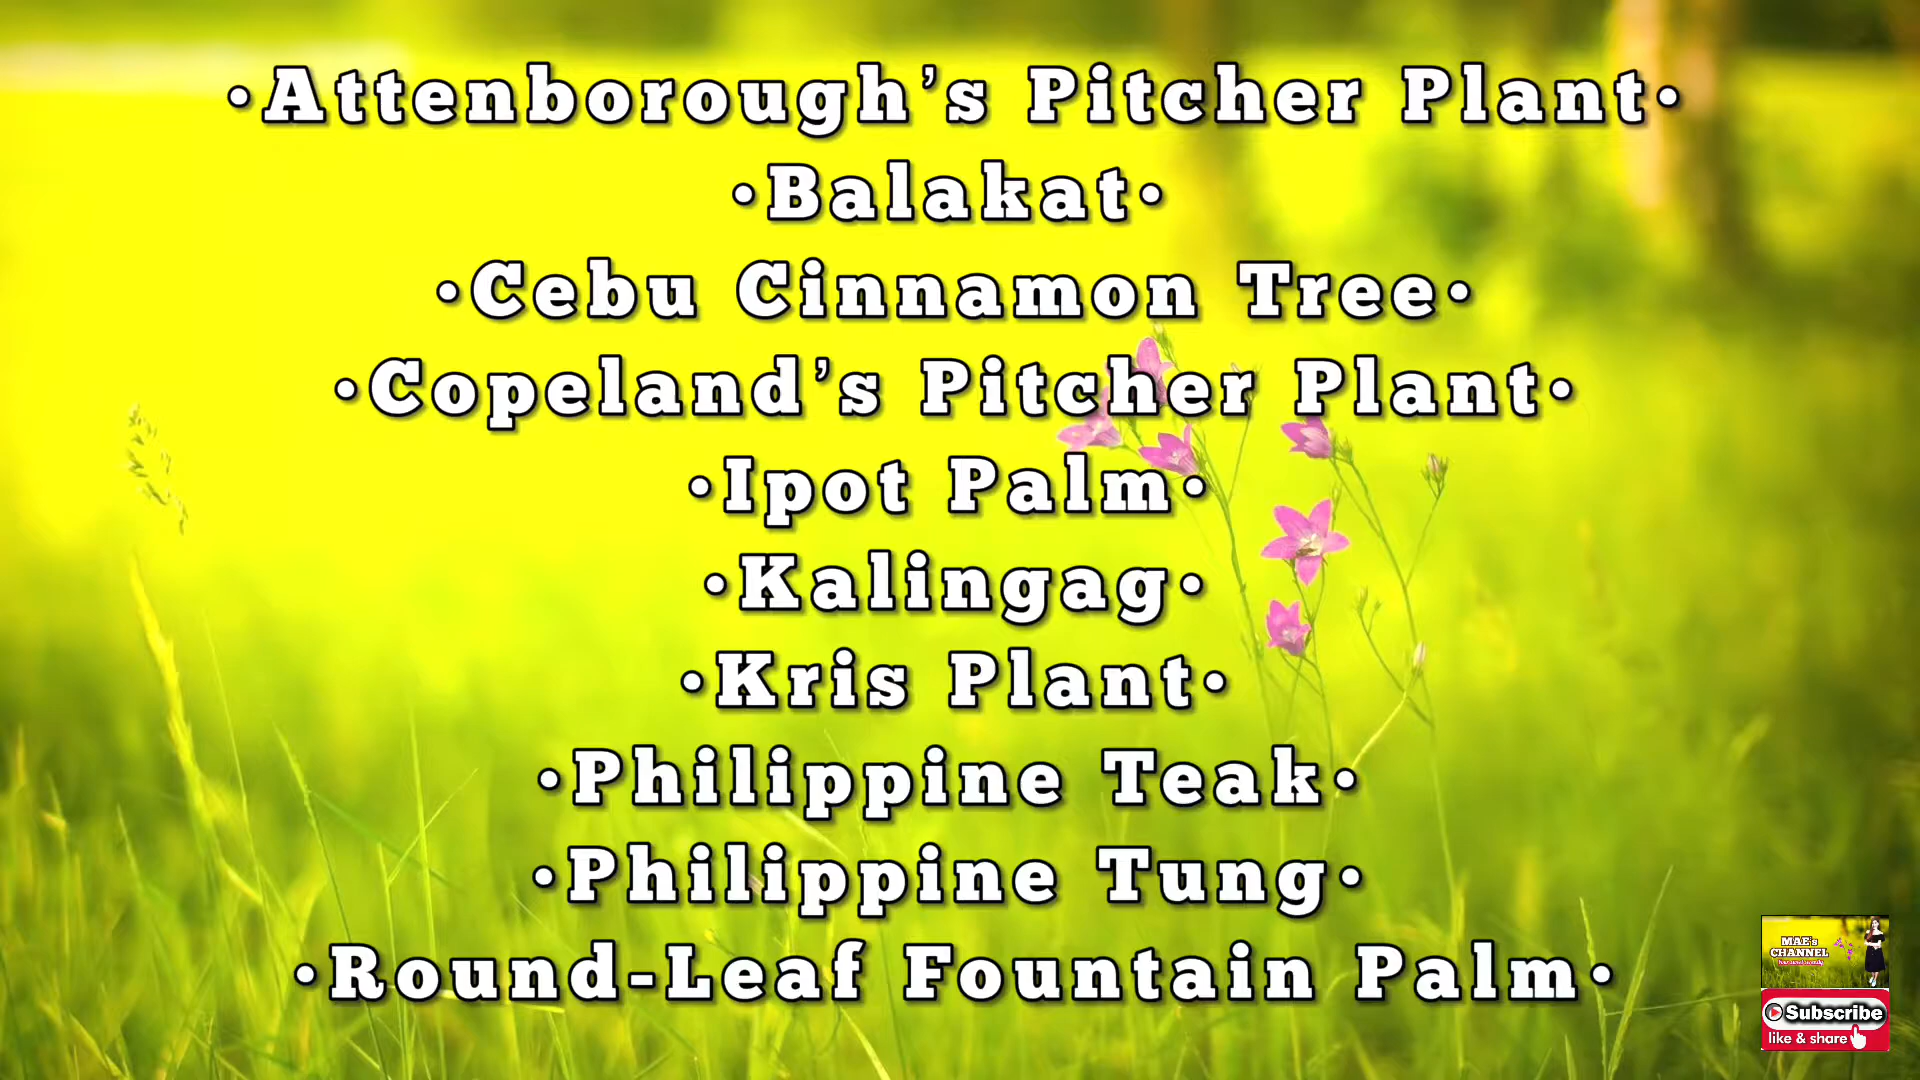 •Attenborough’s Pitcher Plant•
•Balakat•
•Cebu Cinnamon Tree•
•Copeland’s Pitcher Plant•
•Ipot Palm•
•Kalingag•
•Kris Plant•
•Philippine Teak•
•Philippine Tung•
•Round-Leaf Fountain Palm•
MAE's
CHANNEL
Subscribe
like & share